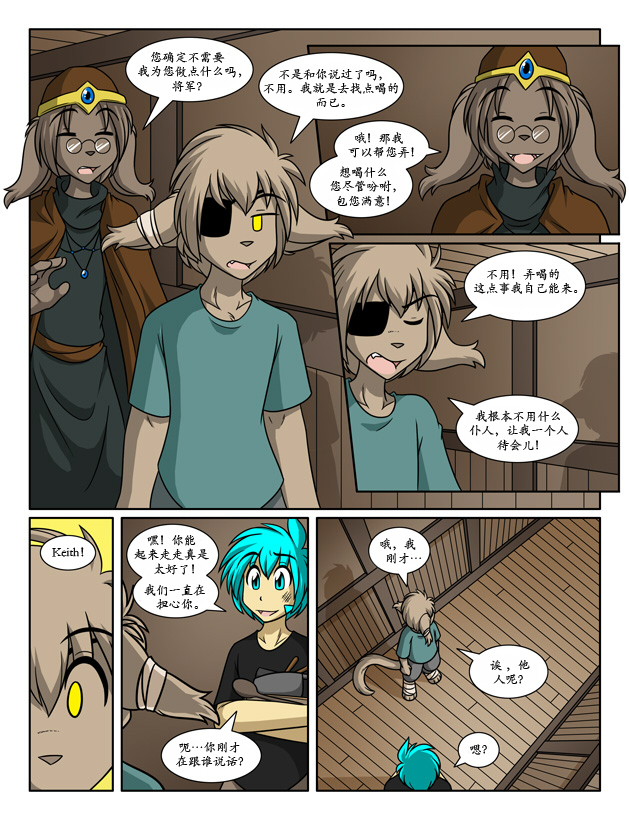 您确定不需要
我为您做点什么吗,
将军?
不是和你说过了吗,
不用。我就是去找点喝的
而已。
哦! 那我
可以帮您弄!
想喝什么
您尽管吩咐,
包您满意!
不用! 弄喝的
这点事我自己能来。
我根本不用什么
仆人, 让我一个人
待会儿!
Keith!
嘿! 你能
起来走走真是
太好了!
我们一直在
担心你。
呃…你刚才
在跟谁说话?
哦, 我
刚才…
诶, 他
人呢?
嗯?